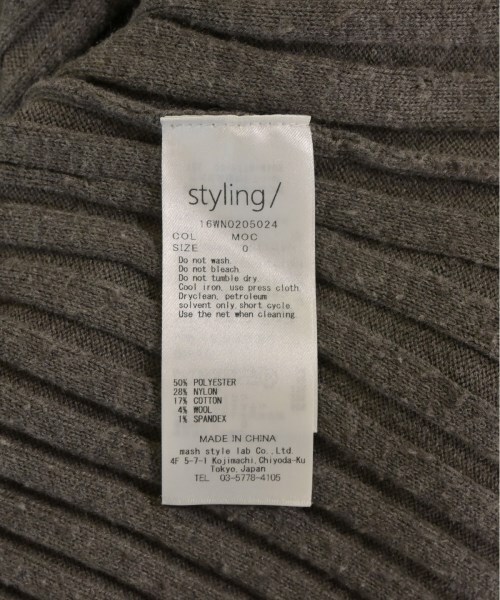 styling/
16WN0205024
COL MOC
SIZE 0
Do not wash.
Do not bleach.
Do not tumble dry.
Cool iron, use press cloth.
Dryclean, petroleum
solvent only, short cycle.
Use the net when cleaning.
50% POLYESTER
28% NYLON
17% COTTON
4% WOOL
1% SPANDEX
MADE IN CHINA
mash style lab Co., Ltd.
4F 5-7-1 Kojimachi, Chiyoda-Ku
Tokyo, Japan
TEL 03-5778-4105